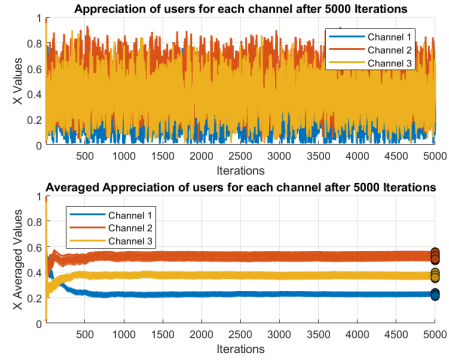 Appreciation of users for each channel after 5000 Iterations
1
0.8
0.6
0.4
0.2
0
X Values
Channel 1
Channel 2
Channel 3
500 1000 1500 2000 2500 3000 3500 4000 4500 5000
Iterations
Averaged Appreciation of users for each channel after 5000 Iterations
1
0.8
0.6
0.4
0.2
0
X Averaged Values
Channel 1
Channel 2
Channel 3
500 1000 1500 2000 2500 3000 3500 4000 4500 5000
Iterations